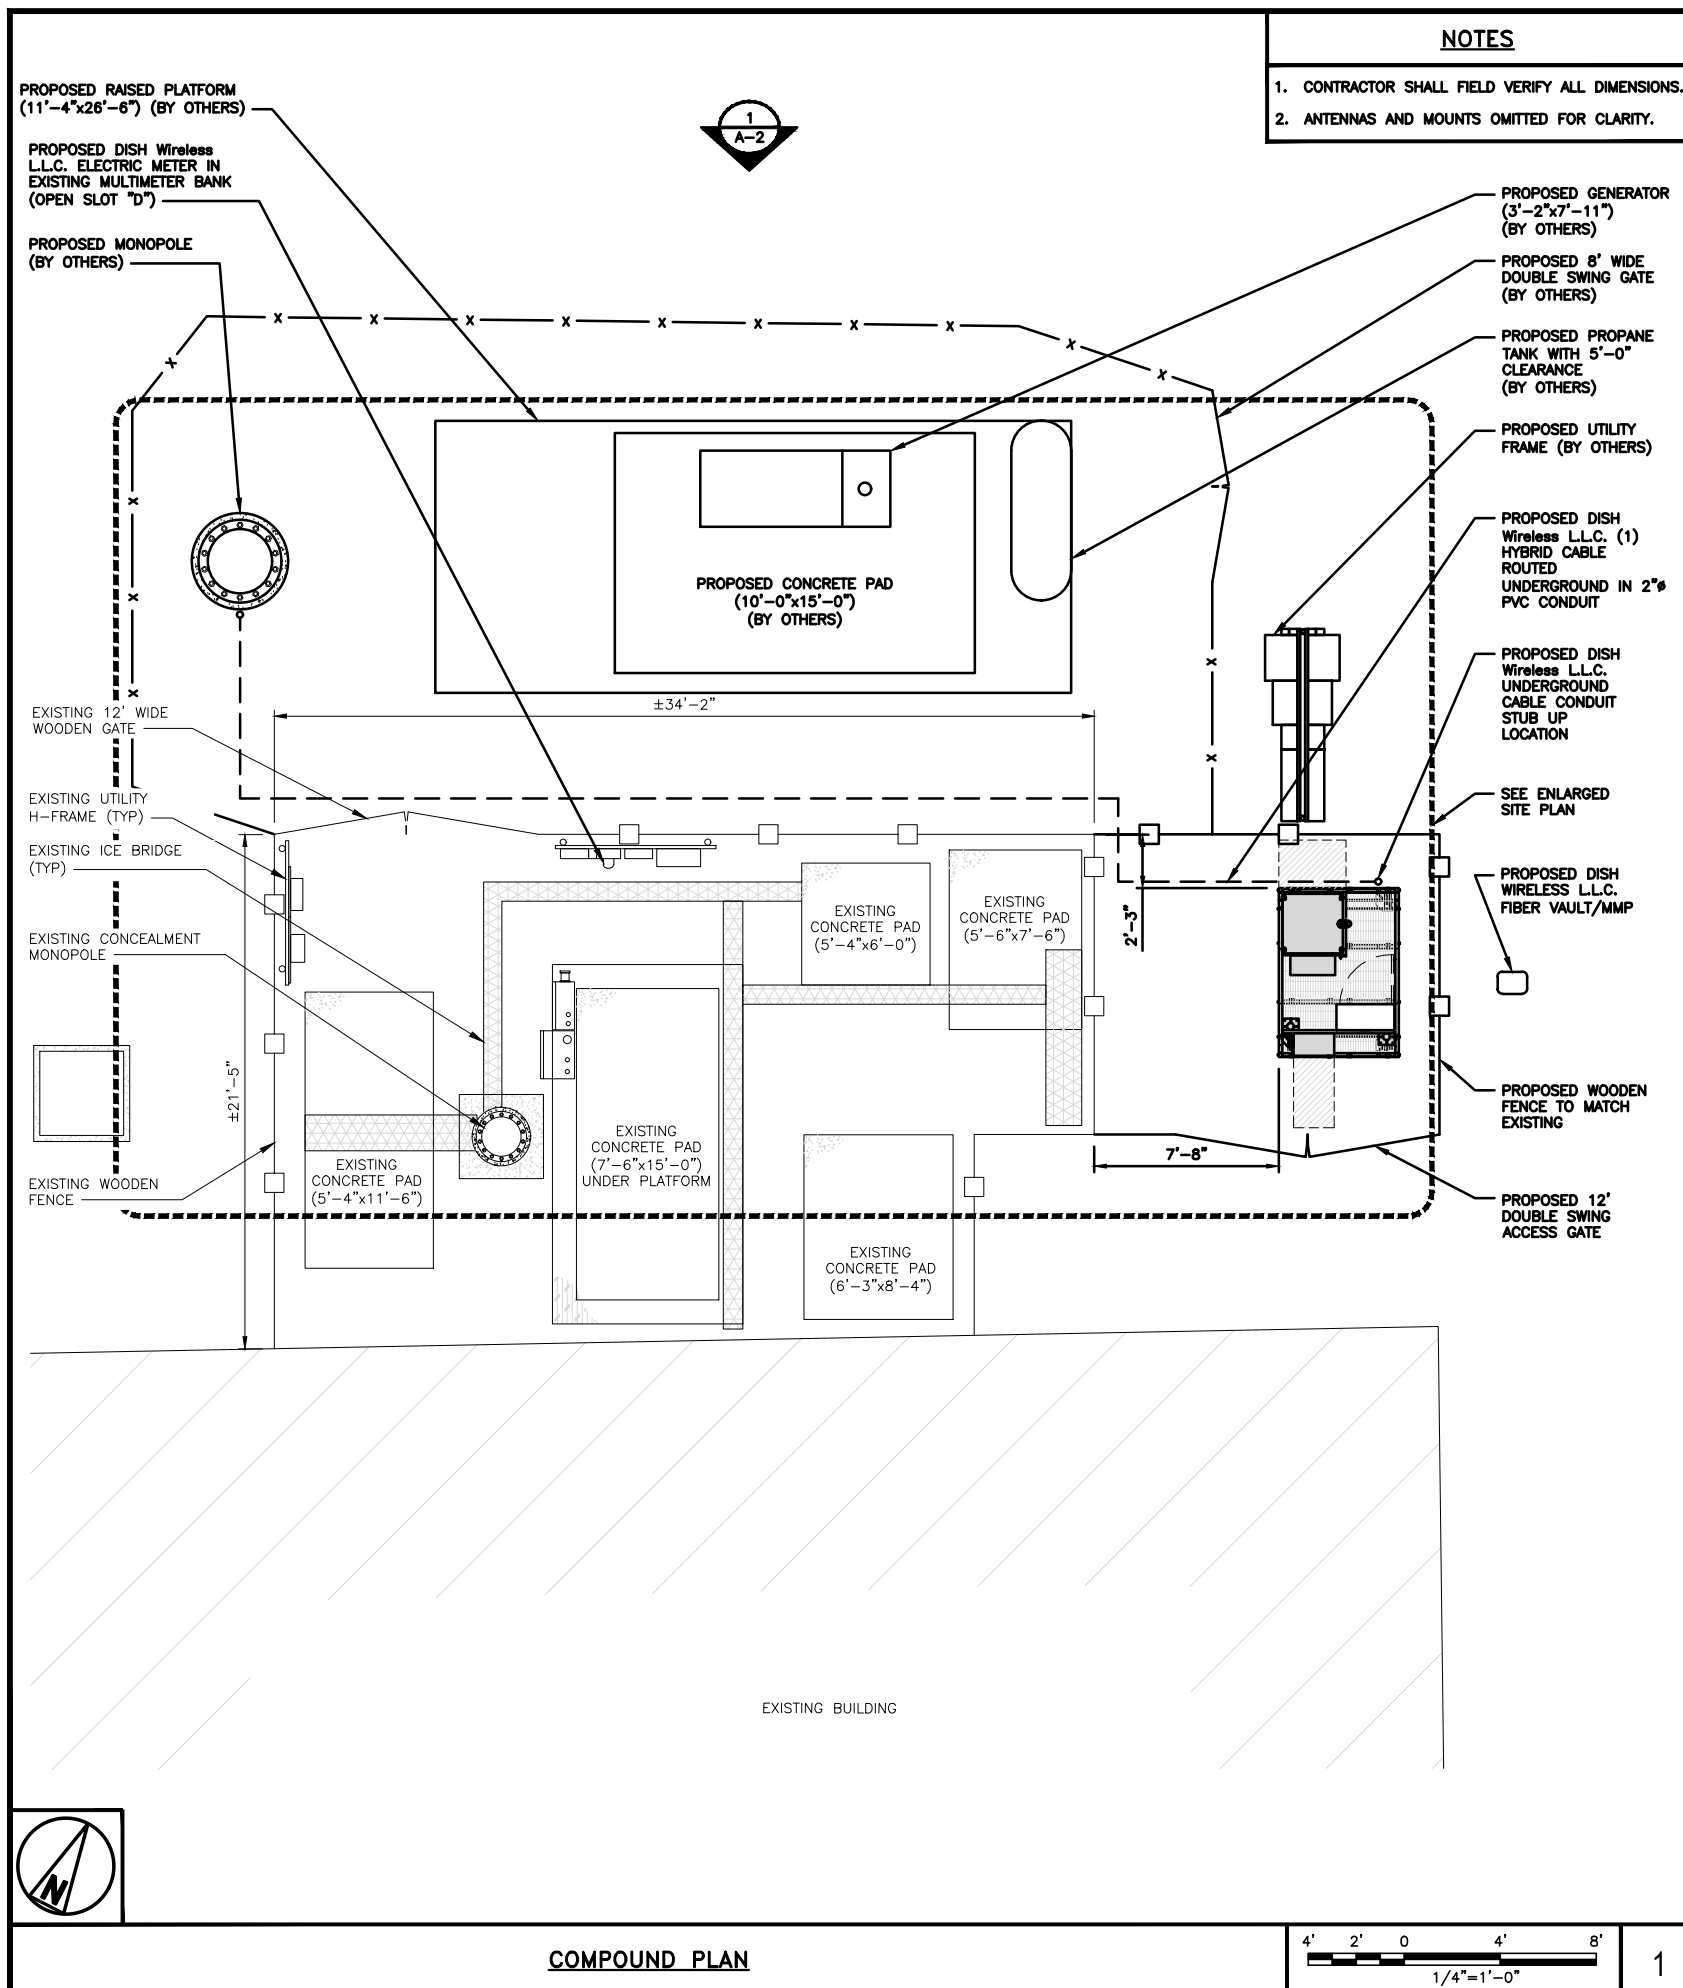 NOTES
1. CONTRACTOR SHALL FIELD VERIFY ALL DIMENSIONS.
2. ANTENNAS AND MOUNTS OMITTED FOR CLARITY.
PROPOSED RAISED PLATFORM
(11'-4"x26'-6") (BY OTHERS)
1
A-2
PROPOSED DISH Wireless
L.L.C. ELECTRIC METER IN
EXISTING MULTIMETER BANK
(OPEN SLOT "D")
PROPOSED MONOPOLE
(BY OTHERS)
PROPOSED GENERATOR
(3'-2"x7'-11")
(BY OTHERS)
PROPOSED 8' WIDE
DOUBLE SWING GATE
(BY OTHERS)
PROPOSED PROPANE
TANK WITH 5'-0"
CLEARANCE
(BY OTHERS)
PROPOSED UTILITY
FRAME (BY OTHERS)
PROPOSED DISH
Wireless L.L.C. (1)
HYBRID CABLE
ROUTED
UNDERGROUND IN 2"ø
PVC CONDUIT
PROPOSED CONCRETE PAD
(10'-0"x15'-0")
(BY OTHERS)
PROPOSED DISH
Wireless L.L.C.
UNDERGROUND
CABLE CONDUIT
STUB UP
LOCATION
±34'-2"
EXISTING 12' WIDE
WOODEN GATE
EXISTING UTILITY
H-FRAME (TYP)
SEE ENLARGED
SITE PLAN
EXISTING ICE BRIDGE
(TYP)
PROPOSED DISH
WIRELESS L.L.C.
FIBER VAULT/MMP
EXISTING
CONCRETE PAD
(5'-4"x6'-0")
EXISTING
CONCRETE PAD
(5'-6"x7'-6")
2'-3"
EXISTING CONCEALMENT
MONOPOLE
±21'-5"
PROPOSED WOODEN
FENCE TO MATCH
EXISTING
EXISTING
CONCRETE PAD
(7'-6"x15'-0")
UNDER PLATFORM
EXISTING
CONCRETE PAD
(5'-4"x11'-6")
7'-8"
EXISTING WOODEN
FENCE
PROPOSED 12'
DOUBLE SWING
ACCESS GATE
EXISTING
CONCRETE PAD
(6'-3"x8'-4")
EXISTING BUILDING
N
COMPOUND PLAN
4' 2' 0 4' 8'
1/4"=1'-0"
1